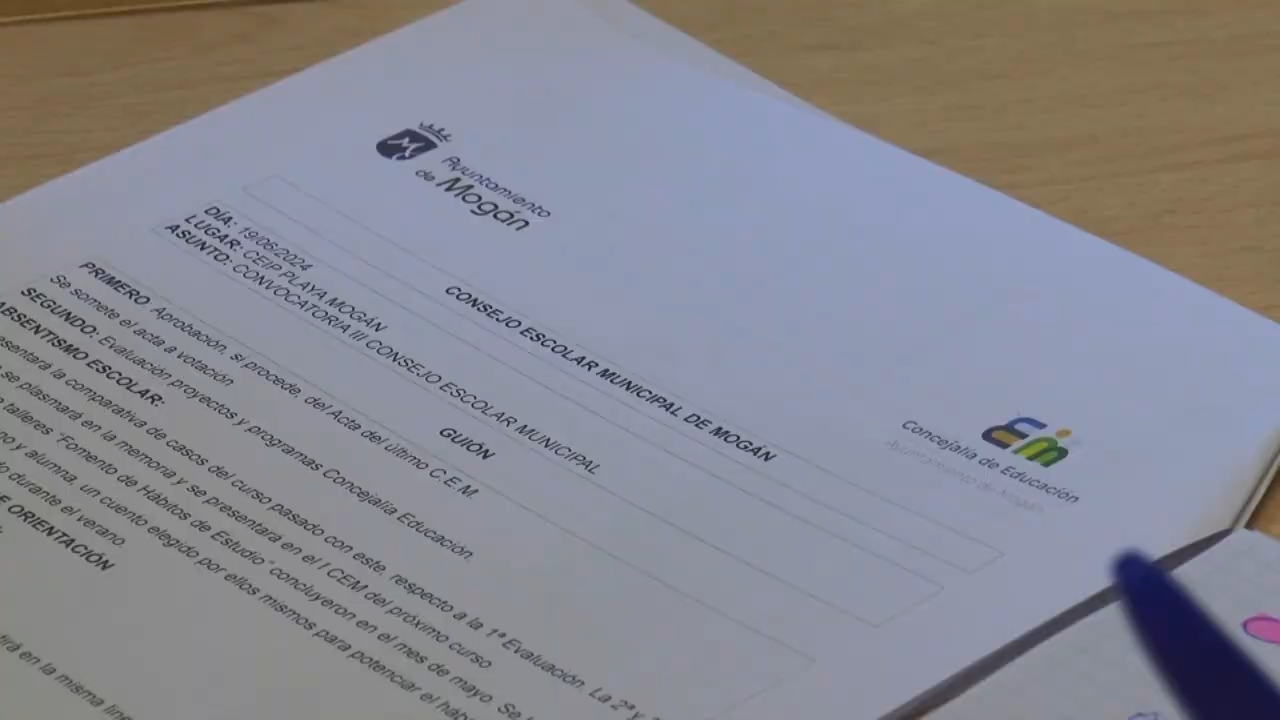 Ayuntamiento
de Mogán
Concejalía de Educación
Ayuntamiento de Mogán
CONSEJO ESCOLAR MUNICIPAL DE MOGÁN
DÍA: 19/06/2024
LUGAR: CEIP PLAYA MOGÁN
ASUNTO: CONVOCATORIA III CONSEJO ESCOLAR MUNICIPAL
GUIÓN
PRIMERO: Aprobación, si procede, del Acta del último C.E.M.
Se somete el acta a votación
SEGUNDO: Evaluación proyectos y programas Concejalía Educación.
ABSENTISMO ESCOLAR:
la comparativa de casos del curso pasado con este, respecto a la 1ª Evaluación. La 2ª y
se plasmará en la memoria y se presentará en el I CEM del próximo curso
talleres "Fomento de Hábitos de Estudio" concluyeron en el mes de mayo. Se
y alumna, un cuento elegido por ellos mismos para potenciar el
durante el verano.
ORIENTACIÓN
en la misma